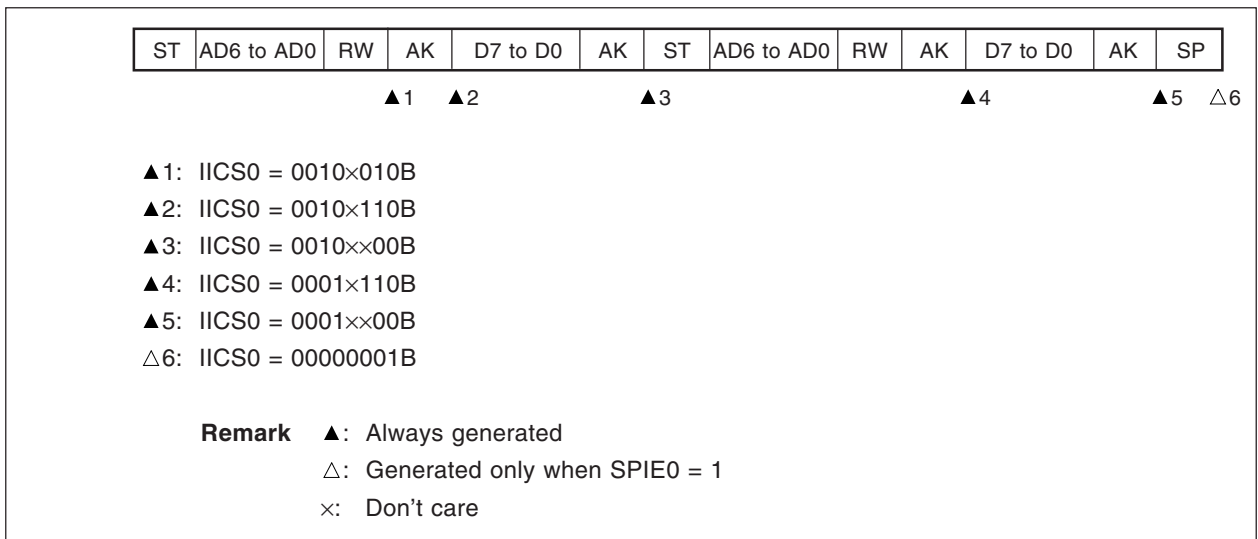 ST AD6 to AD0 RW AK D7 to D0 AK ST AD6 to AD0 RW AK D7 to D0 AK SP
▲1 ▲2 ▲3 ▲4 ▲5 △6
▲1: IICS0 = 0010×010B
▲2: IICS0 = 0010×110B
▲3: IICS0 = 0010××00B
▲4: IICS0 = 0001×110B
▲5: IICS0 = 0001××00B
△6: IICS0 = 00000001B
Remark ▲: Always generated
△: Generated only when SPIE0 = 1
×: Don't care